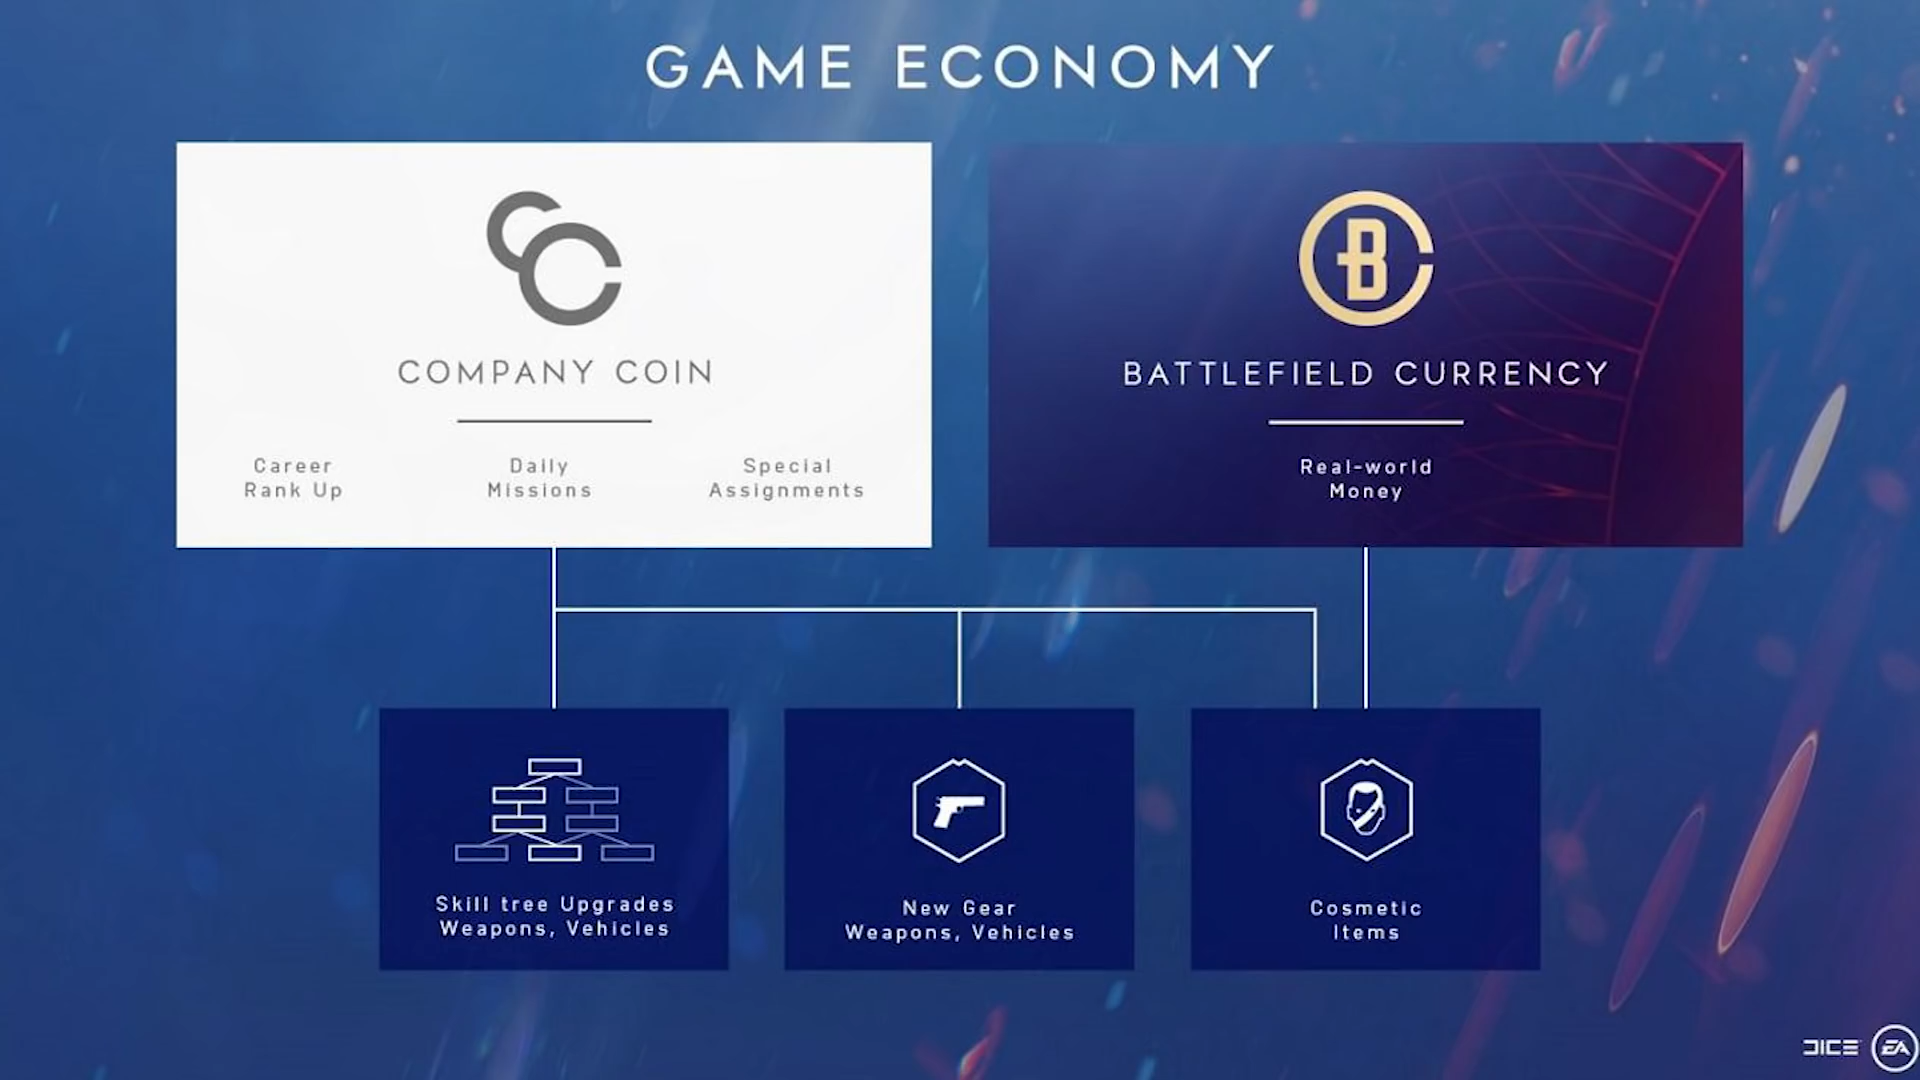 GAME ECONOMY
COMPANY COIN
Career
Rank Up
Daily
Missions
Special
Assignments
B
BATTLEFIELD CURRENCY
Real-world
Money
Skill tree Upgrades
Weapons, Vehicles
New Gear
Weapons, Vehicles
Cosmetic
Items
DICE
EA